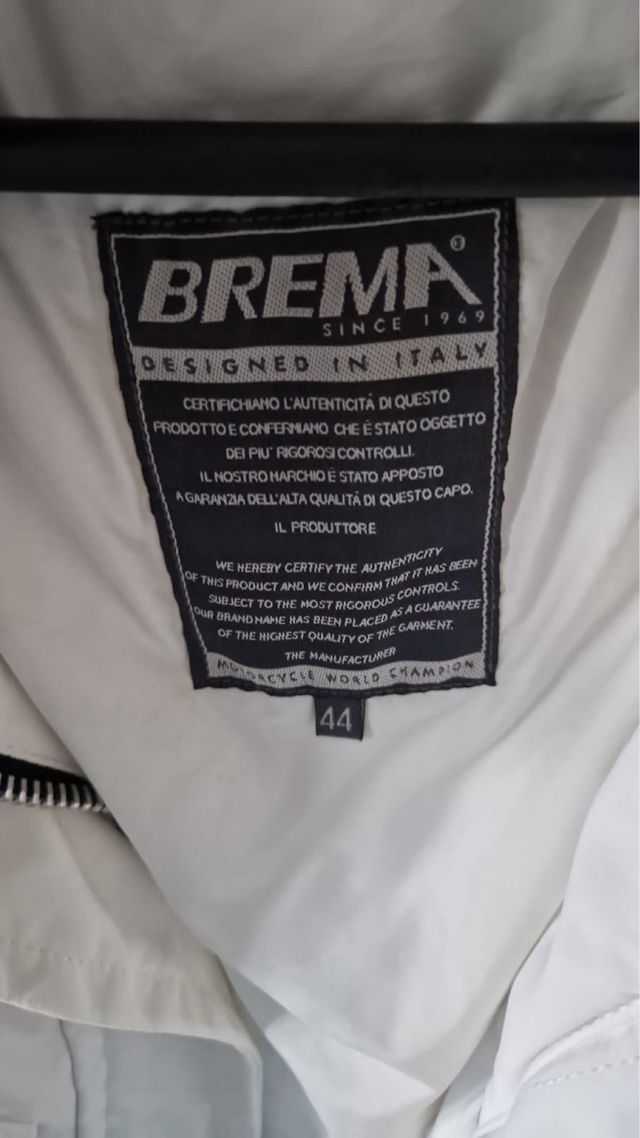 BREMA®
SINCE 1969
DESIGNED IN ITALY
CERTIFICHIAMO L'AUTENTICITÀ DI QUESTO
PRODOTTO E CONFERMIAMO CHE È STATO OGGETTO
DEI PIU' RIGOROSI CONTROLLI.
IL NOSTRO MARCHIO È STATO APPOSTO
A GARANZIA DELL'ALTA QUALITÀ DI QUESTO CAPO.
IL PRODUTTORE
WE HEREBY CERTIFY THE AUTHENTICITY
OF THIS PRODUCT AND WE CONFIRM THAT IT HAS BEEN
SUBJECT TO THE MOST RIGOROUS CONTROLS.
OUR BRAND NAME HAS BEEN PLACED AS A GUARANTEE
OF THE HIGHEST QUALITY OF THE GARMENT.
THE MANUFACTURER
MOTORCYCLE WORLD CHAMPION
44